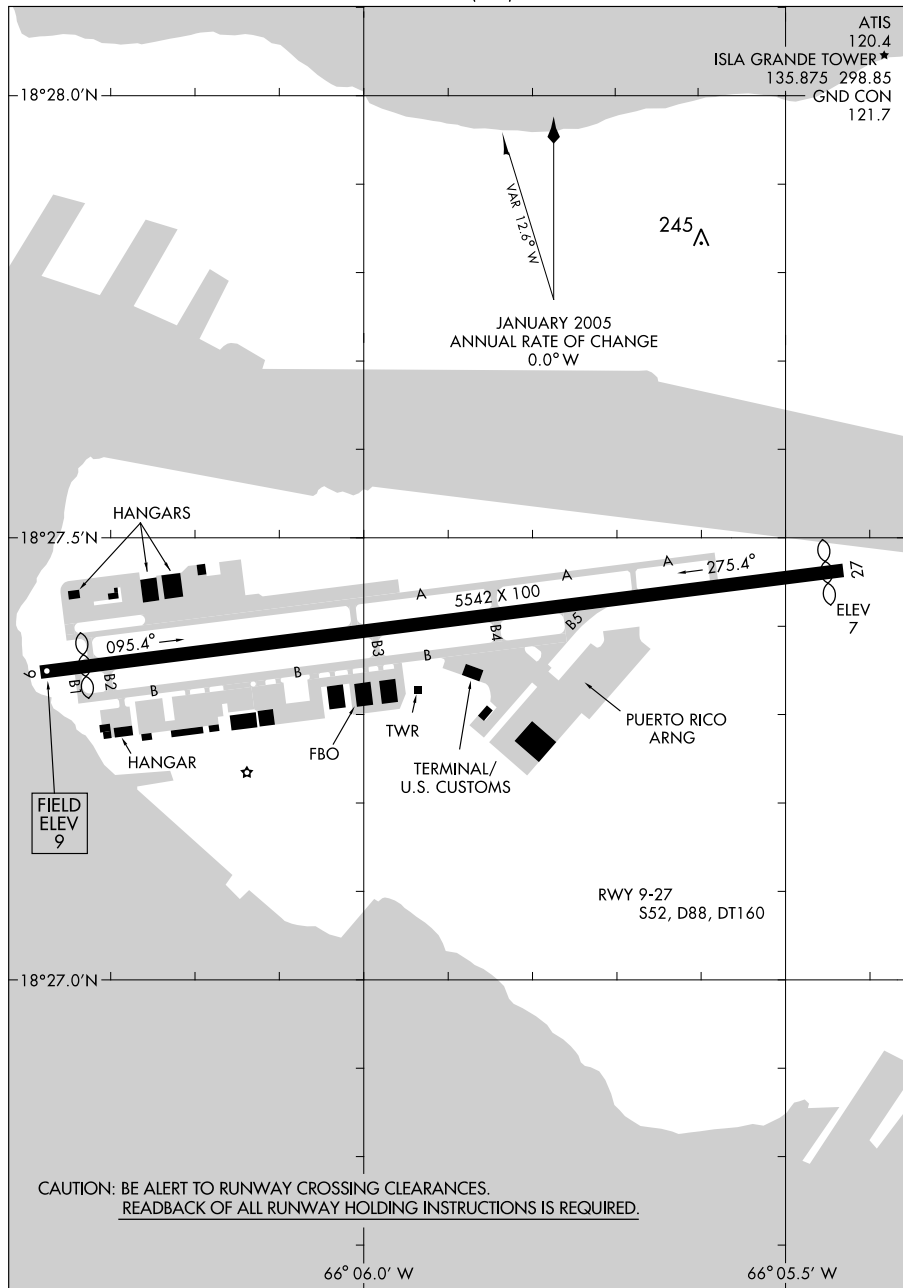 ATIS
120.4
ISLA GRANDE TOWER★
135.875 298.85
GND CON
121.7
18°28.0'N
VAR 12.6° W
245
JANUARY 2005
ANNUAL RATE OF CHANGE
0.0° W
HANGARS
18°27.5'N
A
A
A
275.4°
27
5542 X 100
ELEV
7
095.4°
B5
B4
B3
B
B
B
B2
B1
9
TWR
FBO
HANGAR
TERMINAL/
U.S. CUSTOMS
PUERTO RICO
ARNG
FIELD
ELEV
9
RWY 9-27
S52, D88, DT160
18°27.0'N
CAUTION: BE ALERT TO RUNWAY CROSSING CLEARANCES.
READBACK OF ALL RUNWAY HOLDING INSTRUCTIONS IS REQUIRED.
66° 06.0' W
66° 05.5' W